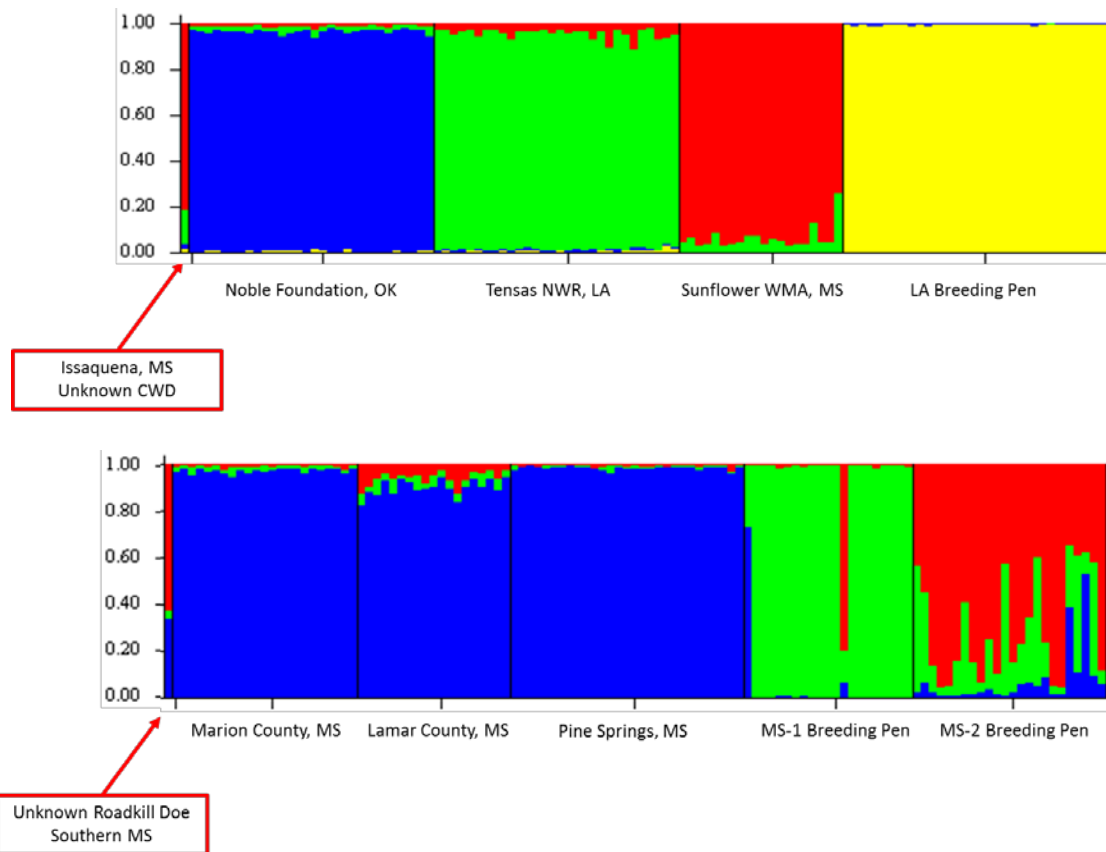 1.00
0.80
0.60
0.40
0.20
0.00
Noble Foundation, OK
Tensas NWR, LA
Sunflower WMA, MS
LA Breeding Pen
Issaquena, MS
Unknown CWD
1.00
0.80
0.60
0.40
0.20
0.00
Marion County, MS
Lamar County, MS
Pine Springs, MS
MS-1 Breeding Pen
MS-2 Breeding Pen
Unknown Roadkill Doe
Southern MS